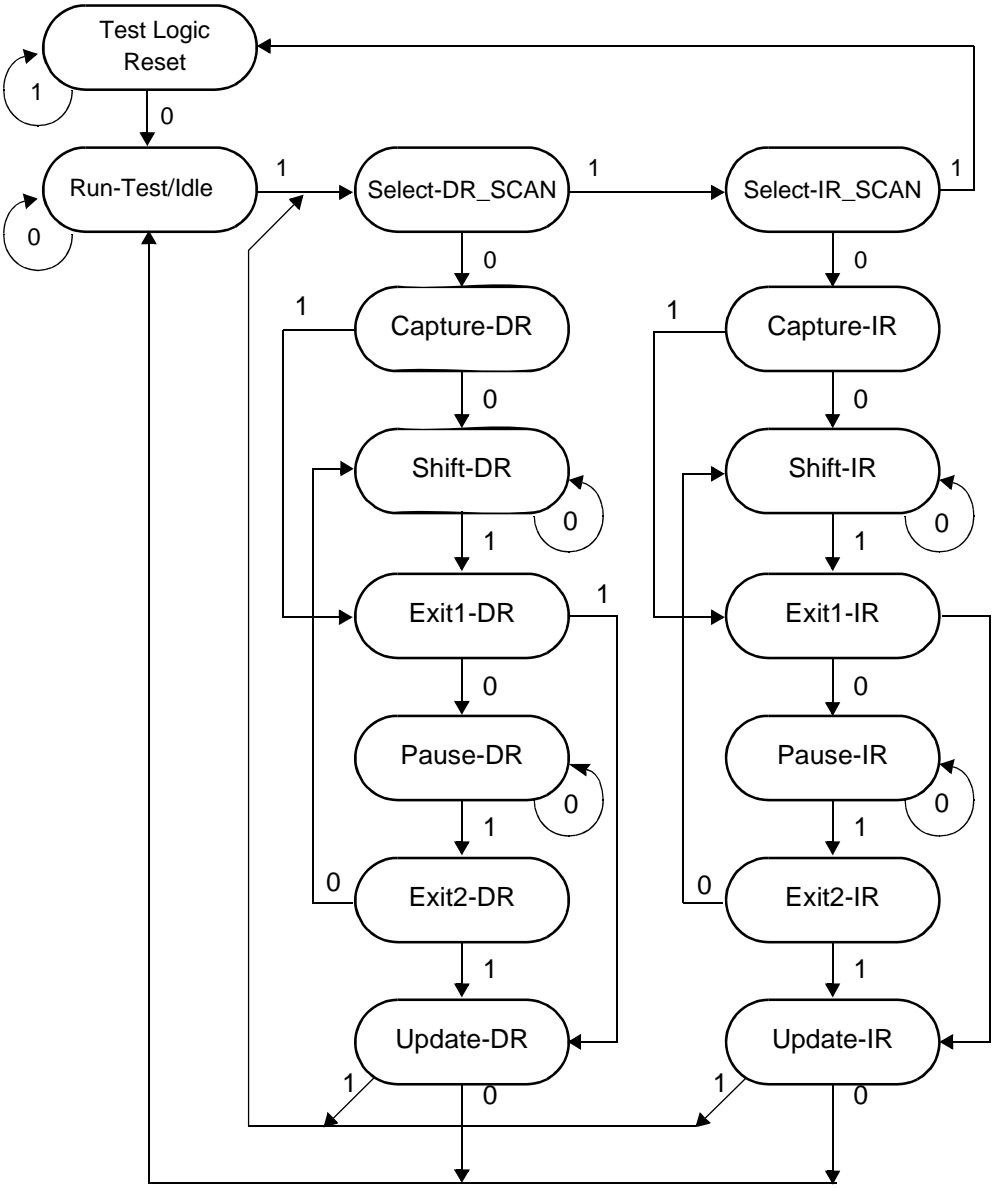 Test Logic
Reset
1
0
Run-Test/Idle
1
Select-DR_SCAN
1
Select-IR_SCAN
1
0
0
0
1
Capture-DR
1
Capture-IR
0
0
Shift-DR
Shift-IR
0
0
1
1
Exit1-DR
1
Exit1-IR
0
0
Pause-DR
Pause-IR
0
0
1
1
0
Exit2-DR
0
Exit2-IR
1
1
Update-DR
Update-IR
1
0
1
0